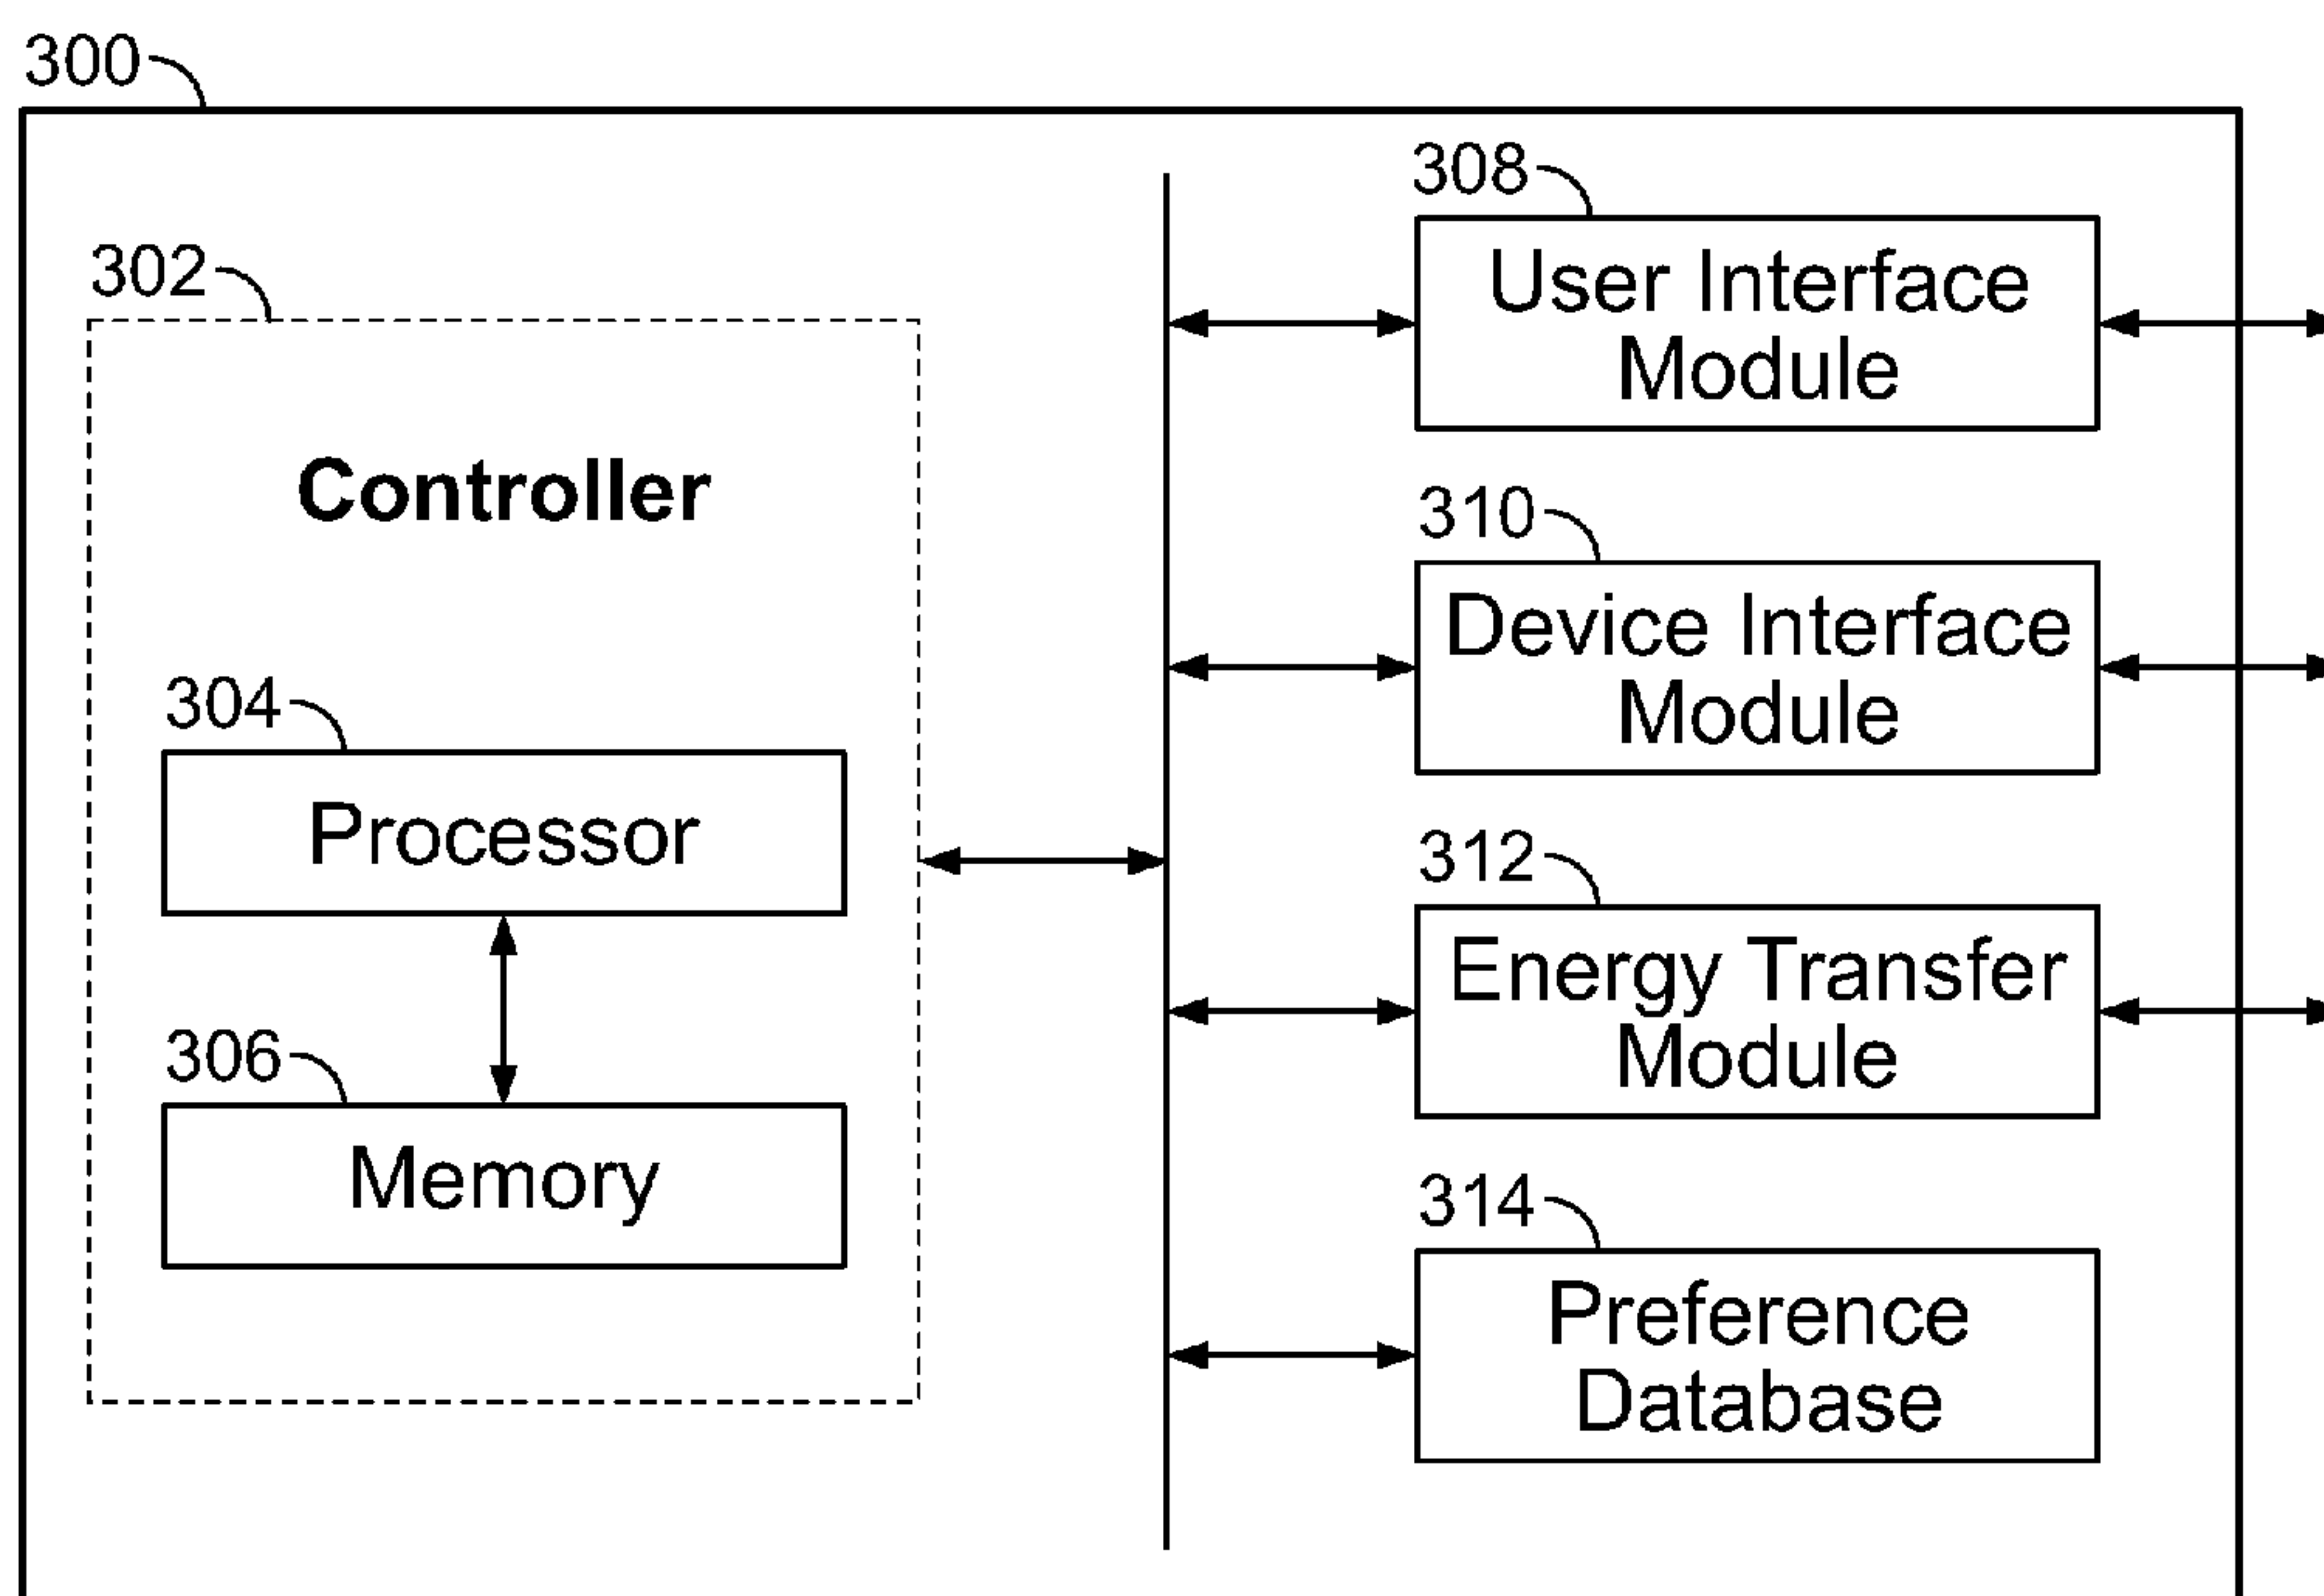 300
302
Controller
304
Processor
306
Memory
308
User Interface
Module
310
Device Interface
Module
312
Energy Transfer
Module
314
Preference
Database